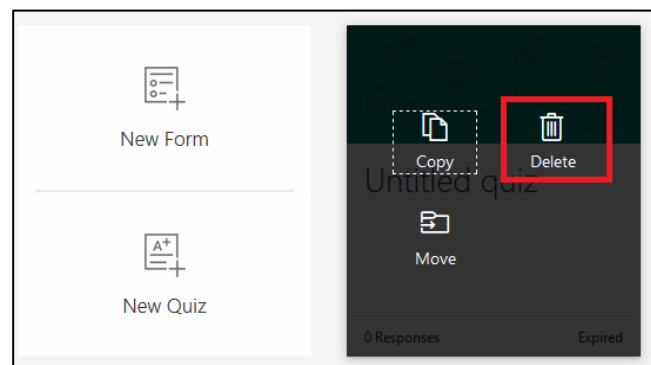 New Form
A+
New Quiz
Copy
Delete
Untitled quiz
Move
0 Responses
Expired